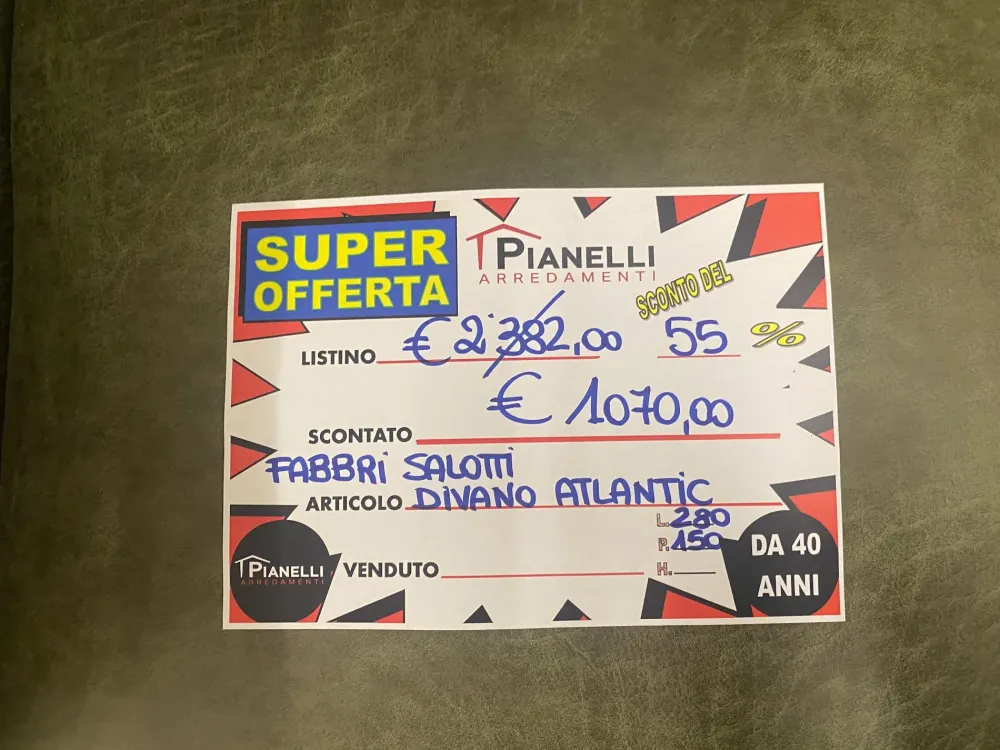 SUPER
OFFERTA
PIANELLI
ARREDAMENTI
SCONTO DEL
LISTINO € 2'382,00 55 %
€ 1070,00
SCONTATO
FABBRI SALOTTI
ARTICOLO DIVANO ATLANTIC
L. 280
P. 150
H.
PIANELLI
ARREDAMENTI
VENDUTO
DA 40
ANNI